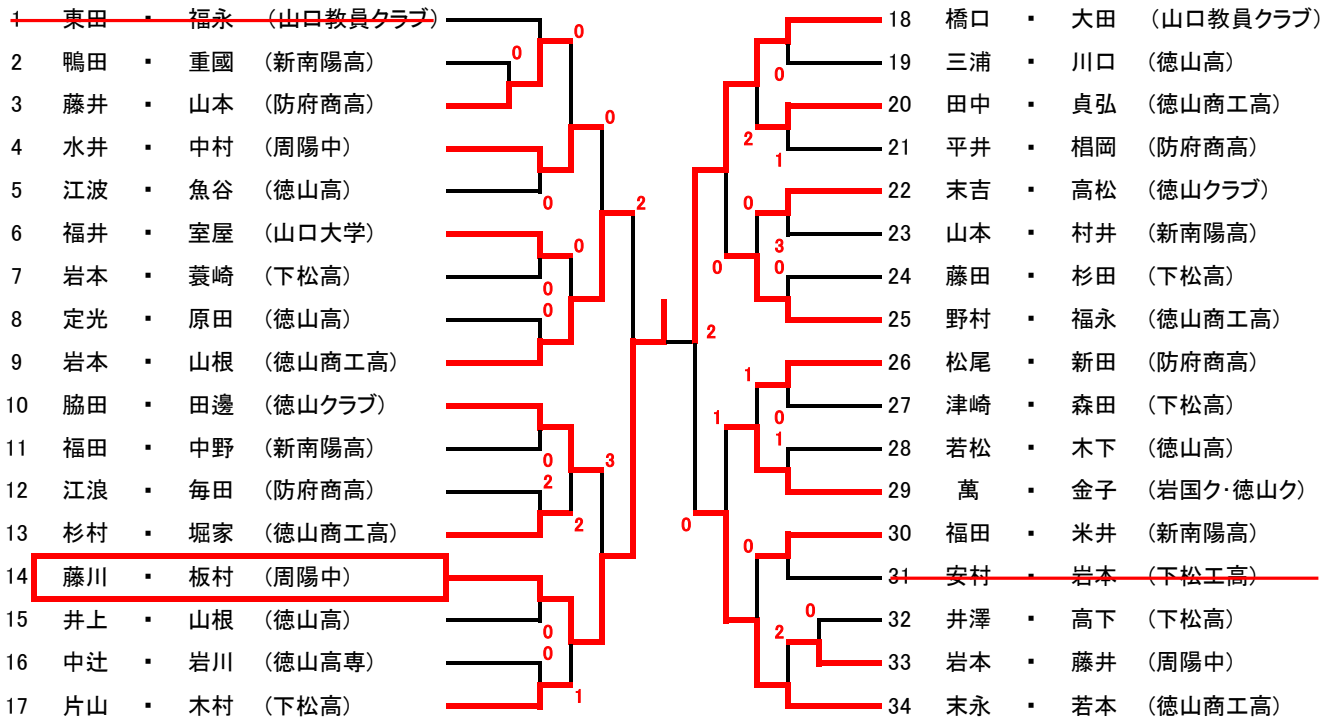 1 東田 ・ 福永 (山口教員クラブ)
2 鴨田 ・ 重國 (新南陽高)
3 藤井 ・ 山本 (防府商高)
4 水井 ・ 中村 (周陽中)
5 江波 ・ 魚谷 (徳山高)
6 福井 ・ 室屋 (山口大学)
7 岩本 ・ 蓑崎 (下松高)
8 定光 ・ 原田 (徳山高)
9 岩本 ・ 山根 (徳山商工高)
10 脇田 ・ 田邊 (徳山クラブ)
11 福田 ・ 中野 (新南陽高)
12 江浪 ・ 毎田 (防府商高)
13 杉村 ・ 堀家 (徳山商工高)
14 藤川 ・ 板村 (周陽中)
15 井上 ・ 山根 (徳山高)
16 中辻 ・ 岩川 (徳山高専)
17 片山 ・ 木村 (下松高)
0
0
0
0
2
0
0
0
0
3
2
2
0
0
1
2
0
0
2
1
0
3
0
0
1
1
0
1
0
0
2
0
18 橋口 ・ 大田 (山口教員クラブ)
19 三浦 ・ 川口 (徳山高)
20 田中 ・ 貞弘 (徳山商工高)
21 平井 ・ 椙岡 (防府商高)
22 末吉 ・ 高松 (徳山クラブ)
23 山本 ・ 村井 (新南陽高)
24 藤田 ・ 杉田 (下松高)
25 野村 ・ 福永 (徳山商工高)
26 松尾 ・ 新田 (防府商高)
27 津崎 ・ 森田 (下松高)
28 若松 ・ 木下 (徳山高)
29 萬 ・ 金子 (岩国ク・徳山ク)
30 福田 ・ 米井 (新南陽高)
31 安村 ・ 岩本 (下松工高)
32 井澤 ・ 高下 (下松高)
33 岩本 ・ 藤井 (周陽中)
34 末永 ・ 若本 (徳山商工高)